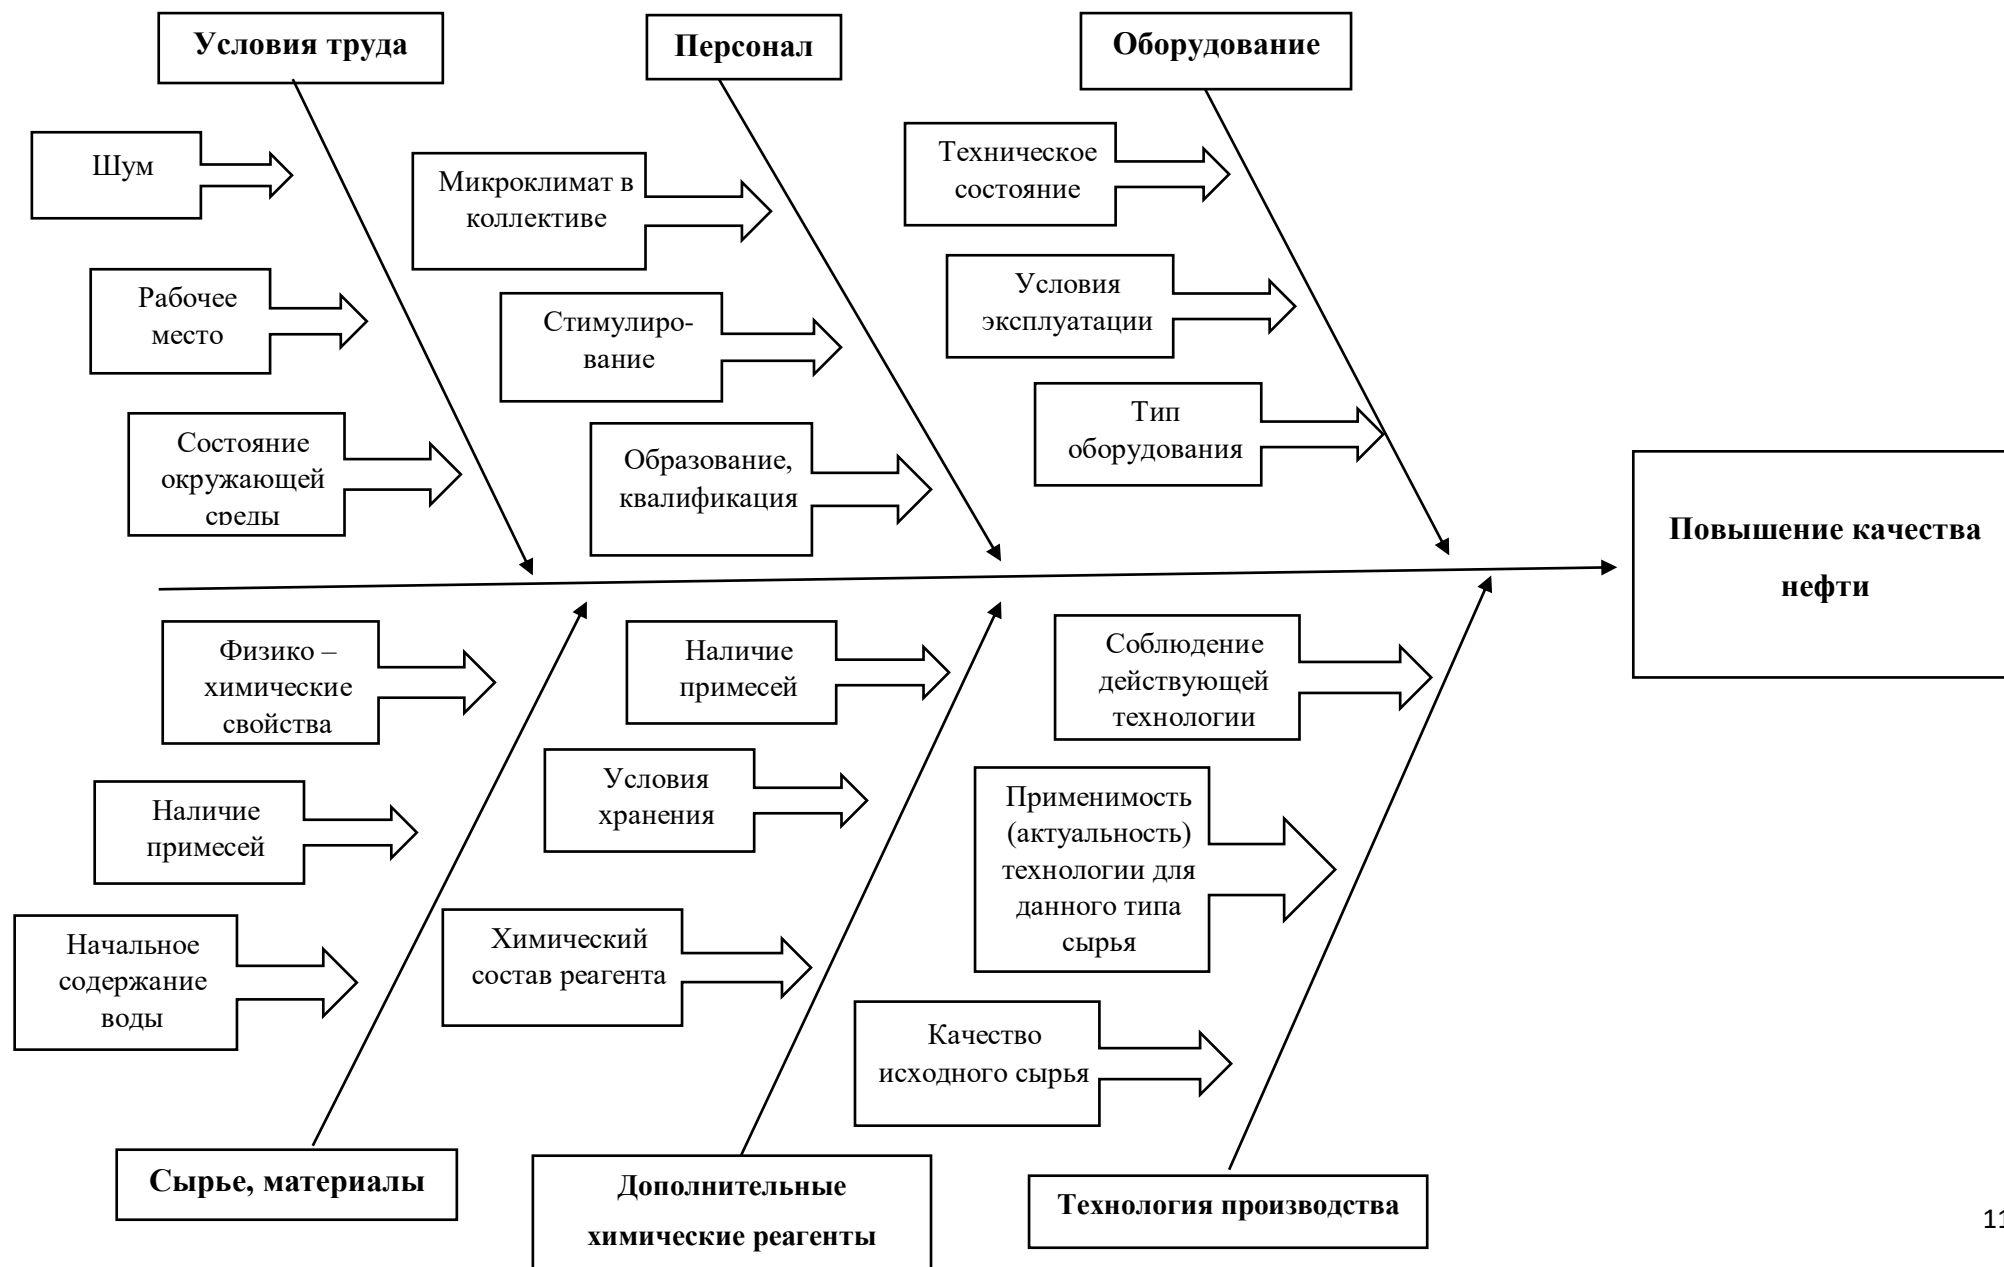 Условия труда
Персонал
Оборудование
Шум
Микроклимат в
коллективе
Техническое
состояние
Рабочее
место
Стимулиро-
вание
Условия
эксплуатации
Состояние
окружающей
среды
Образование,
квалификация
Тип
оборудования
Повышение качества
нефти
Физико –
химические
свойства
Наличие
примесей
Соблюдение
действующей
технологии
Наличие
примесей
Условия
хранения
Применимость
(актуальность)
технологии для
данного типа
сырья
Начальное
содержание
воды
Химический
состав реагента
Качество
исходного сырья
Сырье, материалы
Дополнительные
химические реагенты
Технология производства
11